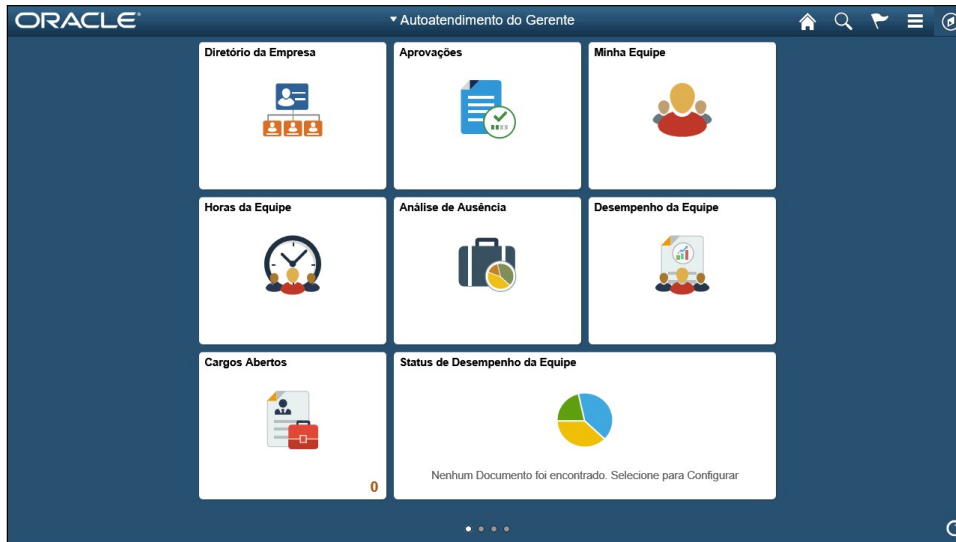 ORACLE
Autoatendimento do Gerente
Diretório da Empresa
Aprovações
Minha Equipe
Horas da Equipe
Análise de Ausência
Desempenho da Equipe
Cargos Abertos
0
Status de Desempenho da Equipe
Nenhum Documento foi encontrado. Selecione para Configurar